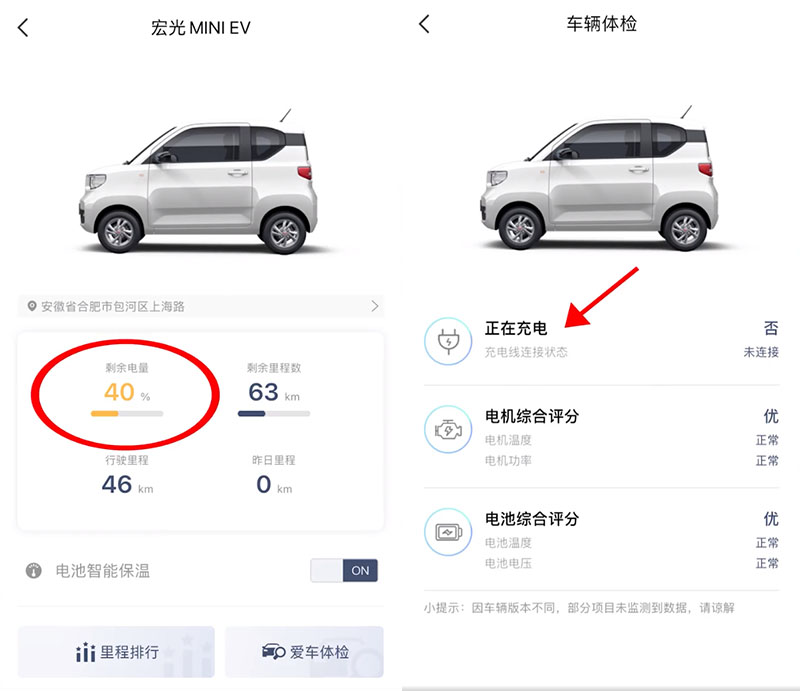 宏光MINI EV
安徽省合肥市包河区上海路
剩余电量
40 %
剩余里程数
63 km
行驶里程
46 km
昨日里程
0 km
电池智能保温
ON
里程排行
爱车体检
车辆体检
正在充电 否
充电线连接状态 未连接
电机综合评分 优
电机温度 正常
电机功率 正常
电池综合评分 优
电池温度 正常
电池电压 正常
小提示：因车辆版本不同，部分项目未监测到数据，请谅解